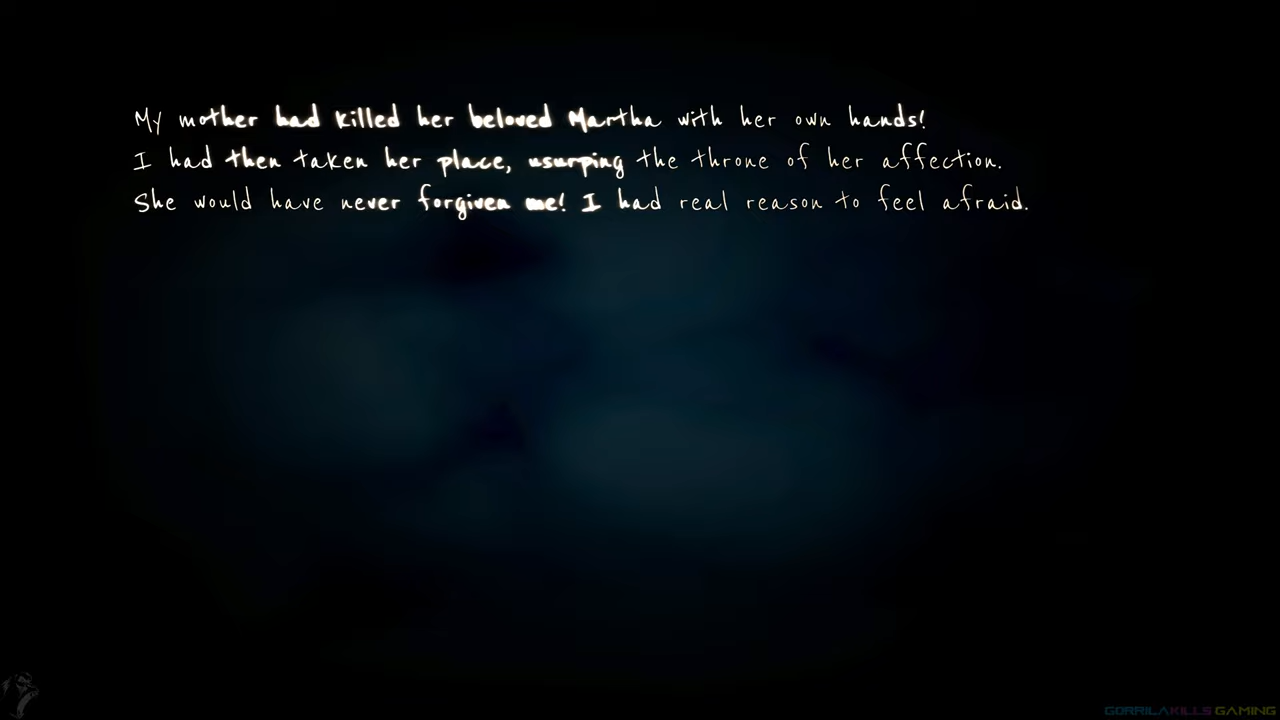 My mother had killed her beloved Martha with her own hands!
I had then taken her place, usurping the throne of her affection.
She would have never forgiven me! I had real reason to feel afraid.
GORRILAKILLS GAMING